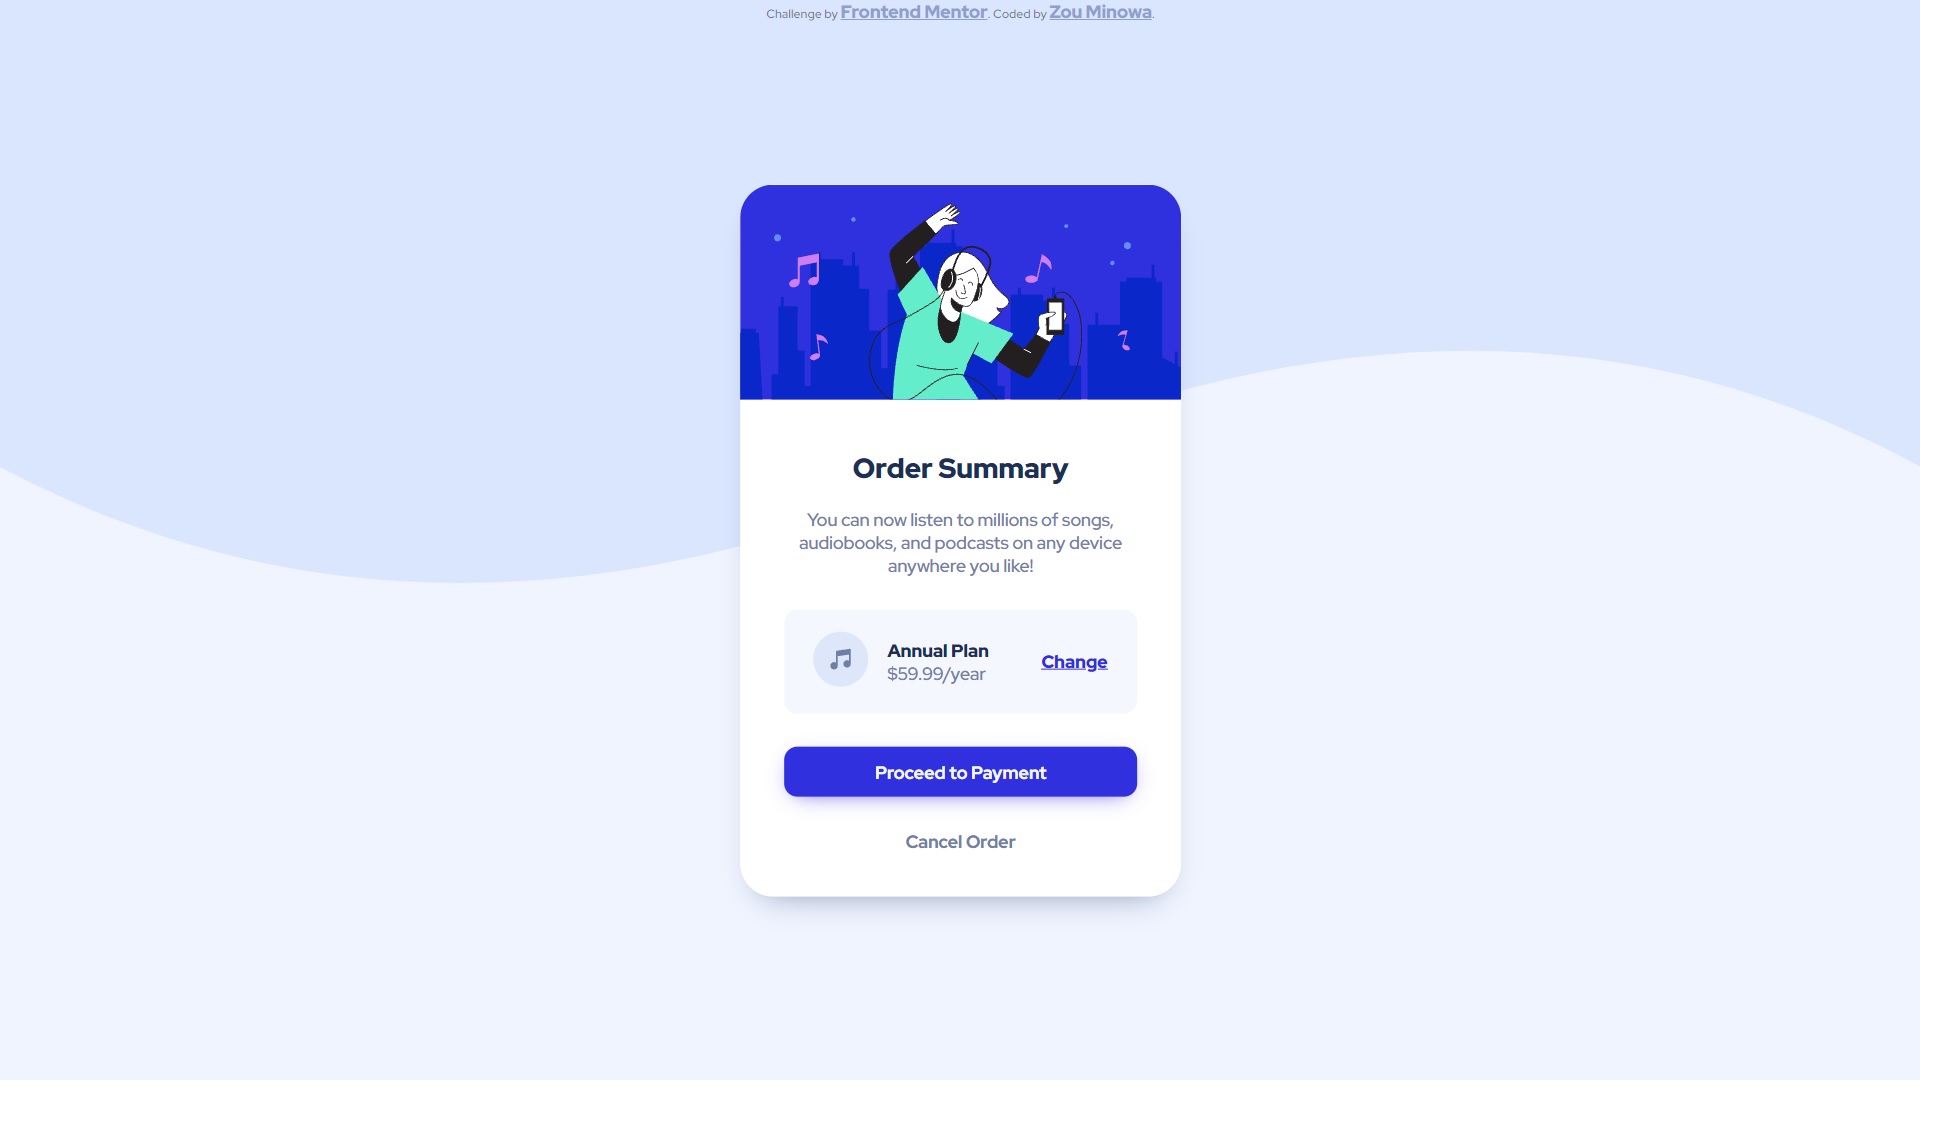 Challenge by Frontend Mentor. Coded by Zou Minowa.
Order Summary
You can now listen to millions of songs,
audiobooks, and podcasts on any device
anywhere you like!
Annual Plan
$59.99/year
Change
Proceed to Payment
Cancel Order